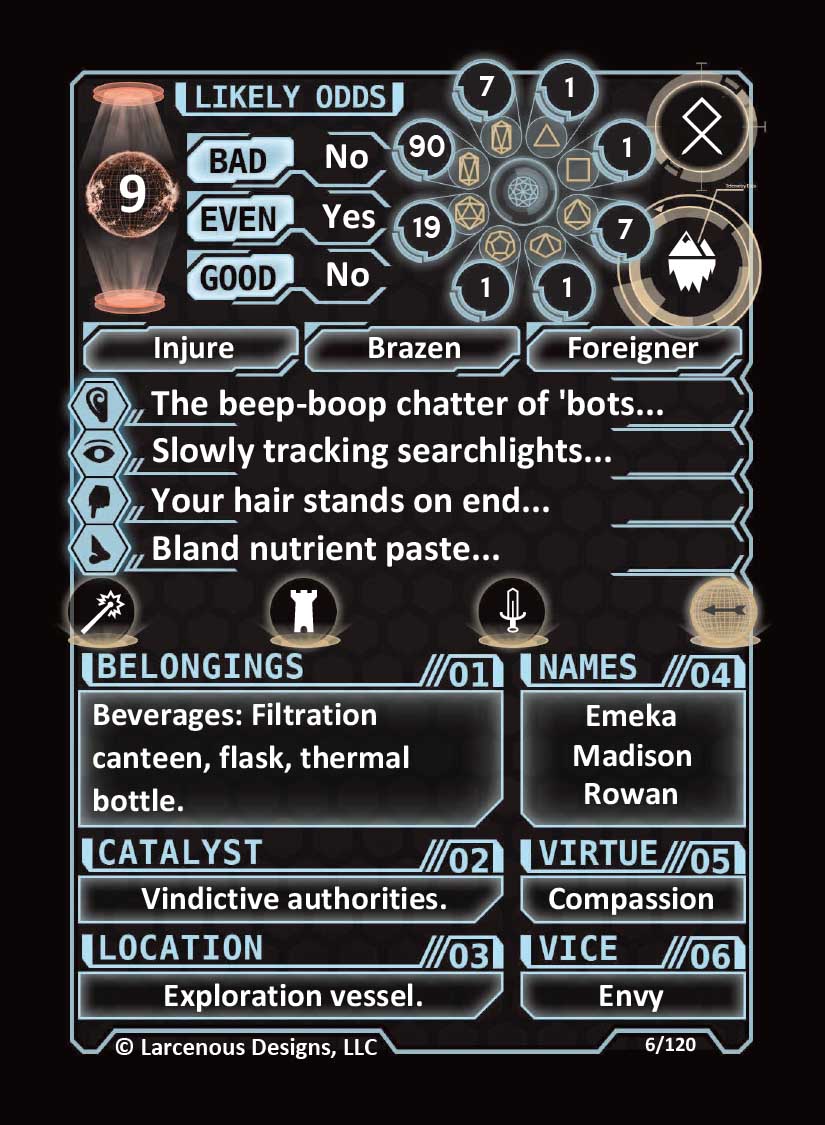 9
LIKELY ODDS
BAD No
EVEN Yes
GOOD No
7
1
90
1
19
7
1
1
Injure
Brazen
Foreigner
The beep-boop chatter of 'bots...
Slowly tracking searchlights...
Your hair stands on end...
Bland nutrient paste...
BELONGINGS ///01
Beverages: Filtration
canteen, flask, thermal
bottle.
NAMES ///04
Emeka
Madison
Rowan
CATALYST ///02
Vindictive authorities.
VIRTUE ///05
Compassion
LOCATION ///03
Exploration vessel.
VICE ///06
Envy
© Larcenous Designs, LLC
6/120